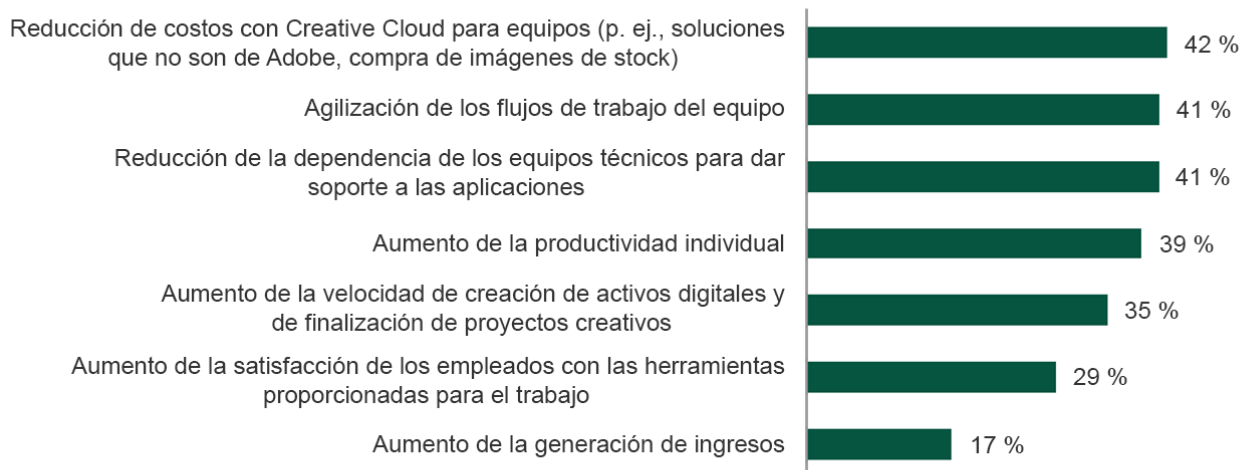 Reducción de costos con Creative Cloud para equipos (p. ej., soluciones
que no son de Adobe, compra de imágenes de stock)
42 %
Agilización de los flujos de trabajo del equipo
41 %
Reducción de la dependencia de los equipos técnicos para dar
soporte a las aplicaciones
41 %
Aumento de la productividad individual
39 %
Aumento de la velocidad de creación de activos digitales y
de finalización de proyectos creativos
35 %
Aumento de la satisfacción de los empleados con las herramientas
proporcionadas para el trabajo
29 %
Aumento de la generación de ingresos
17 %